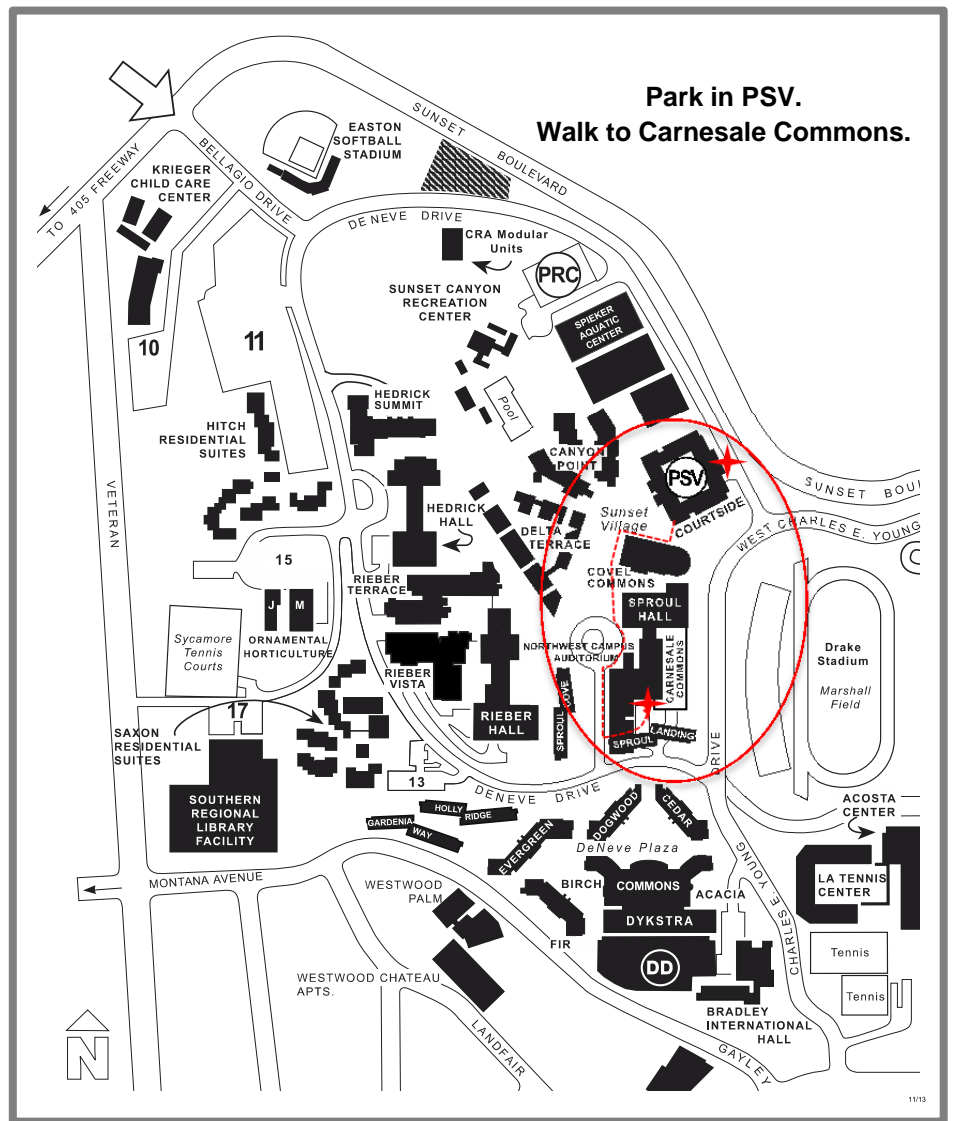 Park in PSV.
Walk to Carnesale Commons.
SUNSET
BOULEVARD
EASTON
SOFTBALL
STADIUM
KRIEGER
CHILD CARE
CENTER
BELLAGIO DRIVE
TO 405 FREEWAY
DE NEVE DRIVE
CRA Modular
Units
PRC
SUNSET CANYON
RECREATION
CENTER
SPIEKER
AQUATIC
CENTER
10
11
Pool
HEDRICK
SUMMIT
HITCH
RESIDENTIAL
SUITES
CANYON
POINT
PSV
SUNSET BOU
VETERAN
HEDRICK
HALL
Sunset
Village
COURTSIDE
WEST CHARLES E. YOUNG
DELTA
TERRACE
COVEL
COMMONS
15
RIEBER
TERRACE
SPROUL
HALL
J
M
ORNAMENTAL
HORTICULTURE
Sycamore
Tennis
Courts
NORTHWEST CAMPUS
AUDITORIUM
CARNESALE
COMMONS
Drake
Stadium
Marshall
Field
RIEBER
VISTA
RIEBER
HALL
SPROUL COVE
SPROUL
LANDING
17
SAXON
RESIDENTIAL
SUITES
13
DENEVE DRIVE
DRIVE
SOUTHERN
REGIONAL
LIBRARY
FACILITY
HOLLY
RIDGE
GARDENIA
WAY
EVERGREEN
DOGWOOD
CEDAR
ACOSTA
CENTER
DeNeve Plaza
MONTANA AVENUE
WESTWOOD
PALM
BIRCH
COMMONS
ACACIA
LA TENNIS
CENTER
CHARLES E. YOUNG
DYKSTRA
FIR
DD
WESTWOOD CHATEAU
APTS.
Tennis
Tennis
BRADLEY
INTERNATIONAL
HALL
LANDFAIR
GAYLEY
N
11/13